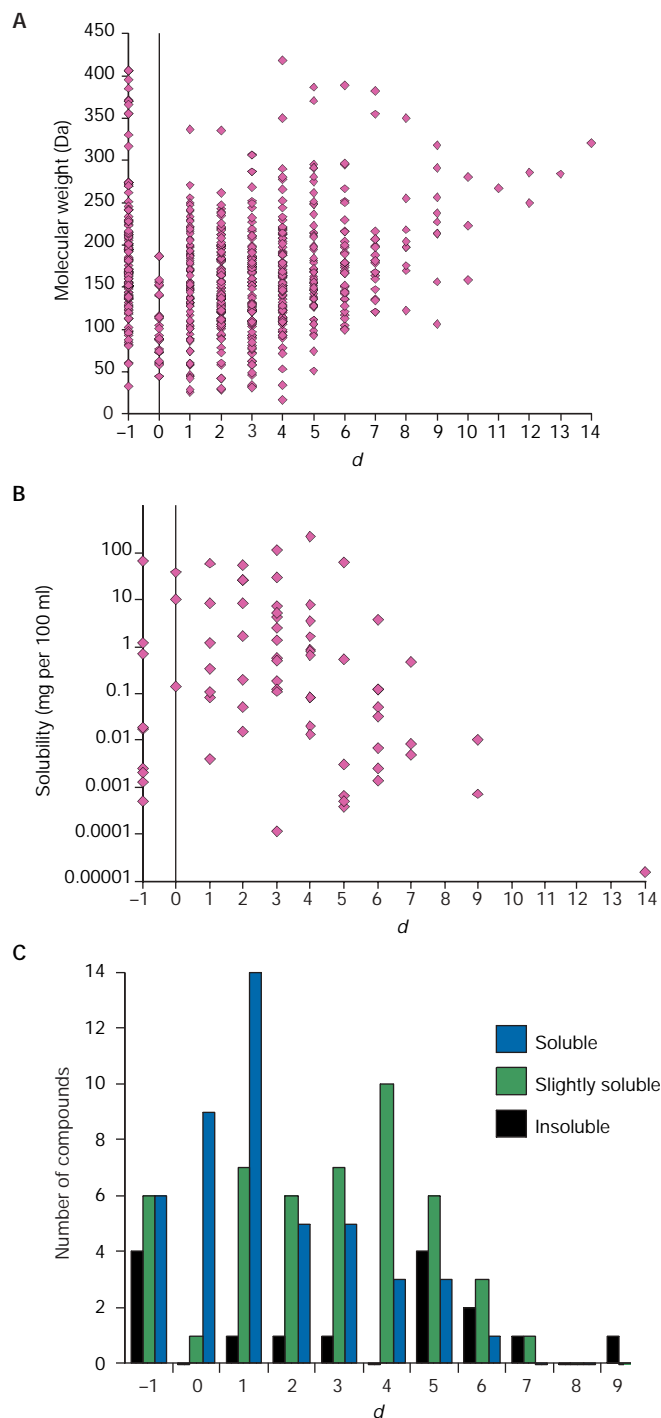 A
450
400
350
300
250
200
150
100
50
0
Molecular weight (Da)
–1 0 1 2 3 4 5 6 7 8 9 10 11 12 13 14
d
B
100
10
1
0.1
0.01
0.001
0.0001
0.00001
Solubility (mg per 100 ml)
–1 0 1 2 3 4 5 6 7 8 9 10 11 12 13 14
d
C
14
12
10
8
6
4
2
0
Number of compounds
Soluble
Slightly soluble
Insoluble
–1 0 1 2 3 4 5 6 7 8 9
d